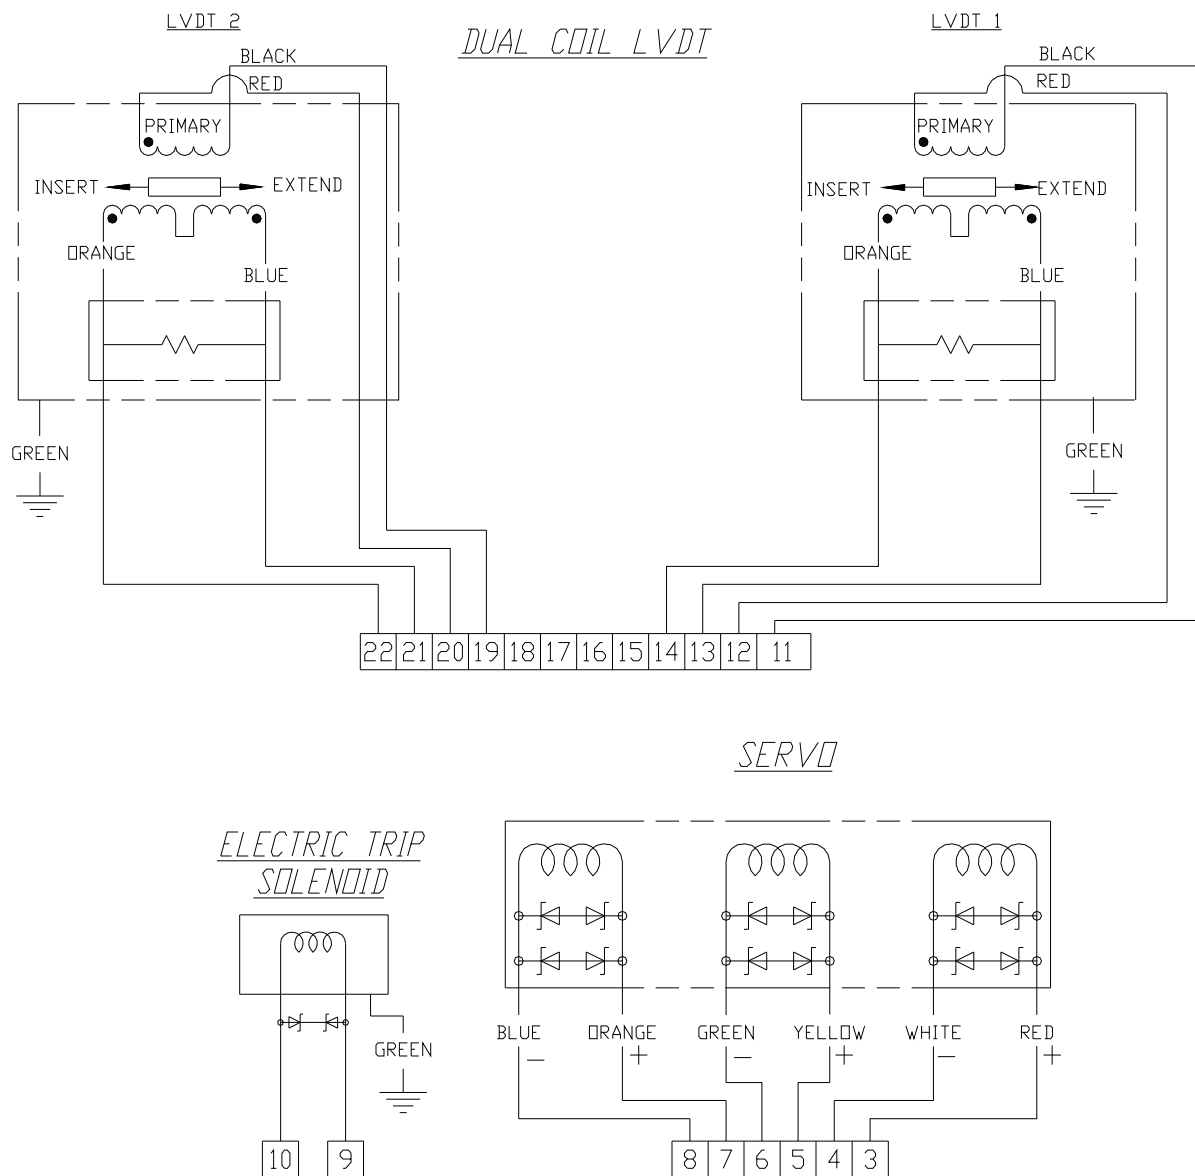 LVDT 2
DUAL COIL LVDT
LVDT 1
BLACK
RED
BLACK
RED
PRIMARY
PRIMARY
INSERT
EXTEND
INSERT
EXTEND
ORANGE
BLUE
ORANGE
BLUE
GREEN
GREEN
22 21 20 19 18 17 16 15 14 13 12 11
SERVO
ELECTRIC TRIP
SOLENOID
BLUE
ORANGE
GREEN
YELLOW
WHITE
RED
− + − + − +
GREEN
10 9
8 7 6 5 4 3